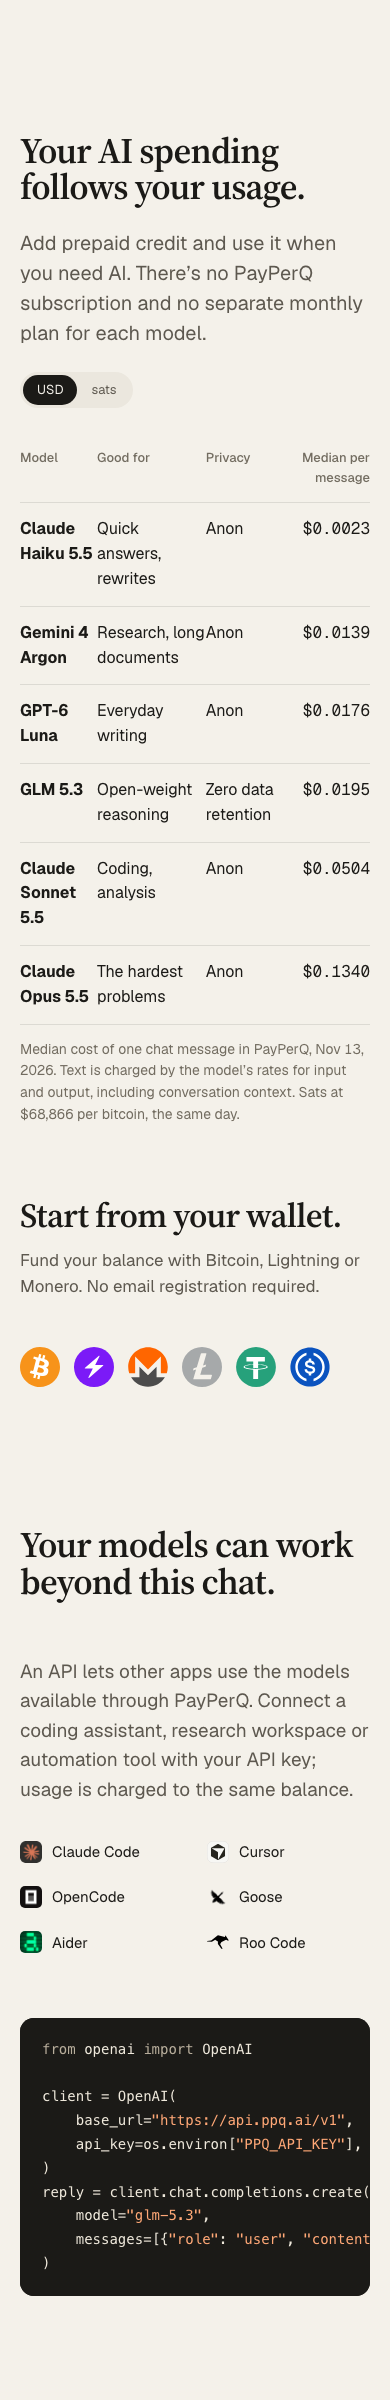 Your AI spending
follows your usage.
Add prepaid credit and use it when
you need AI. There’s no PayPerQ
subscription and no separate monthly
plan for each model.
USD sats
Model Good for Privacy Median per
message
Claude Quick Anon $0.0023
Haiku 5.5 answers,
rewrites
Gemini 4 Research, long Anon $0.0139
Argon documents
GPT-6 Everyday Anon $0.0176
Luna writing
GLM 5.3 Open-weight Zero data $0.0195
reasoning retention
Claude Coding, Anon $0.0504
Sonnet analysis
5.5
Claude The hardest Anon $0.1340
Opus 5.5 problems
Median cost of one chat message in PayPerQ, Nov 13,
2026. Text is charged by the model’s rates for input
and output, including conversation context. Sats at
$68,866 per bitcoin, the same day.
Start from your wallet.
Fund your balance with Bitcoin, Lightning or
Monero. No email registration required.
Your models can work
beyond this chat.
An API lets other apps use the models
available through PayPerQ. Connect a
coding assistant, research workspace or
automation tool with your API key;
usage is charged to the same balance.
Claude Code Cursor
OpenCode Goose
Aider Roo Code
from openai import OpenAI
client = OpenAI(
base_url="https://api.ppq.ai/v1",
api_key=os.environ["PPQ_API_KEY"],
)
reply = client.chat.completions.create(
model="glm-5.3",
messages=[{"role": "user", "content
)